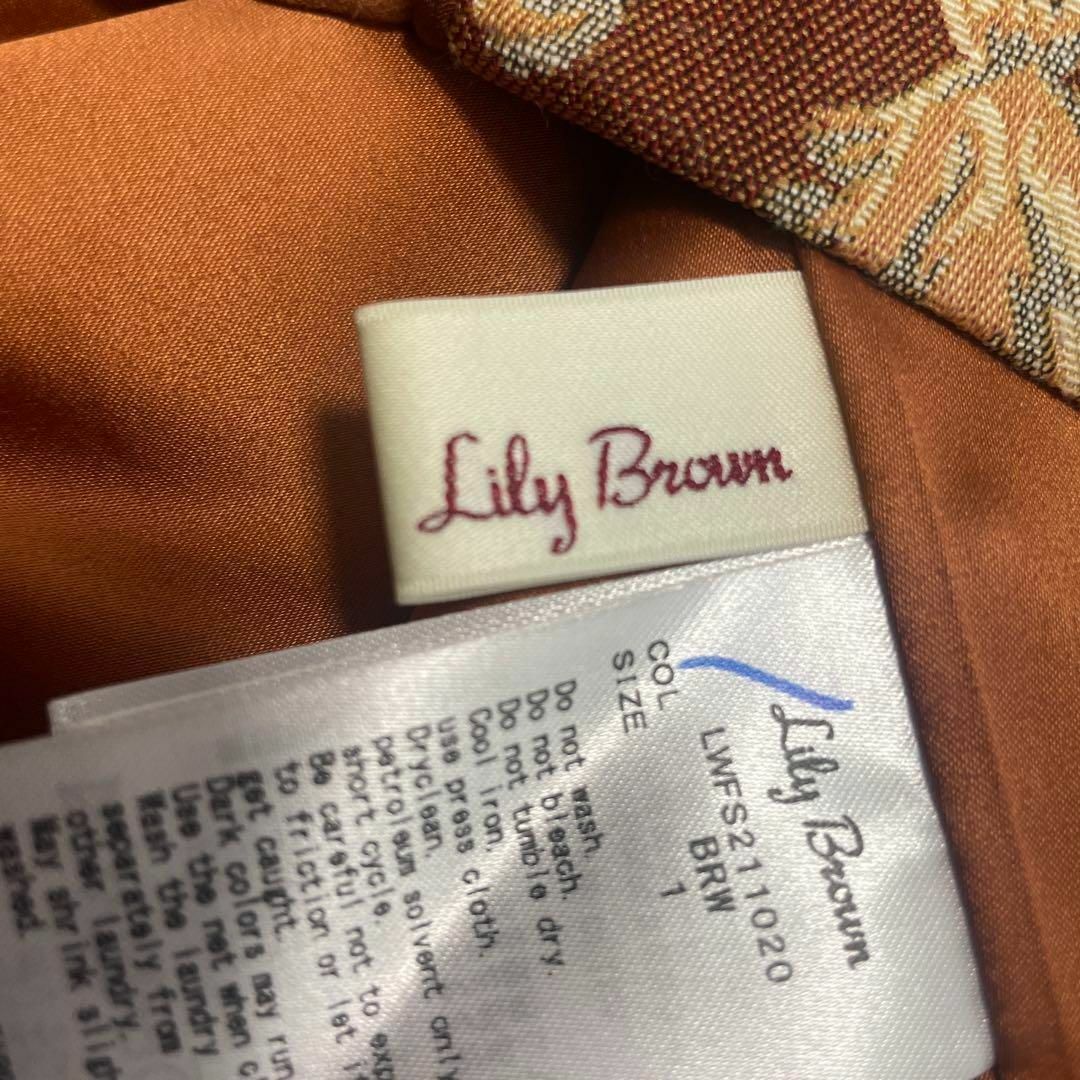 Lily Brown
Lily Brown
LWFS211020
COL BRW
SIZE 1
Do not wash.
Do not bleach.
Do not tumble dry.
Cool iron.
use press cloth.
Dryclean.
petroleum solvent only
short cycle.
Be careful not to exp
to friction or let i
get caught.
Dark colors may run
Use the net when c
Wash the laundry
separately from
other laundry.
May shrink slig
washed.